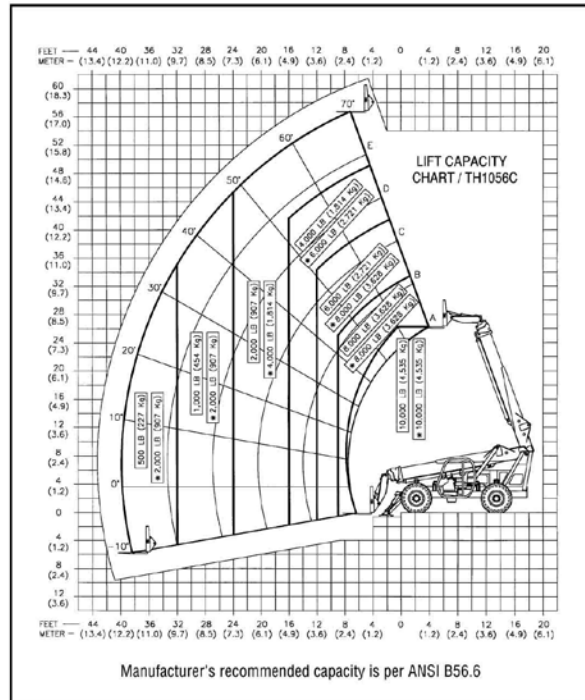 FEET — 44 40 36 32 28 24 20 16 12 8 4 0 4 8 12 16 20
METER — (13.4) (12.2) (11.0) (9.7) (8.5) (7.3) (6.1) (4.9) (3.6) (2.4) (1.2) (1.2) (2.4) (3.6) (4.9) (6.1)
60
(18.3)
56
(17.0)
52
(15.8)
48
(14.6)
44
(13.4)
40
(12.2)
36
(11.0)
32
(9.7)
28
(8.5)
24
(7.3)
20
(6.1)
16
(4.9)
12
(3.6)
8
(2.4)
4
(1.2)
0
4
(1.2)
8
(2.4)
12
(3.6)
70°
60°
50°
40°
30°
20°
10°
0°
-10°
E
D
C
B
A
LIFT CAPACITY
CHART / TH1056C
4,000 LB (1,814 Kg)
* 6,000 LB (2,721 Kg)
6,000 LB (2,721 Kg)
* 8,000 LB (3,628 Kg)
8,000 LB (3,628 Kg)
* 8,000 LB (3,628 Kg)
10,000 LB (4,535 Kg)
* 10,000 LB (4,535 Kg)
2,000 LB (907 Kg)
* 4,000 LB (1,814 Kg)
1,000 LB (454 Kg)
* 2,000 LB (907 Kg)
500 LB (227 Kg)
* 2,000 LB (907 Kg)
FEET — 44 40 36 32 28 24 20 16 12 8 4 0 4 8 12 16 20
METER — (13.4) (12.2) (11.0) (9.7) (8.5) (7.3) (6.1) (4.9) (3.6) (2.4) (1.2) (1.2) (2.4) (3.6) (4.9) (6.1)
Manufacturer's recommended capacity is per ANSI B56.6